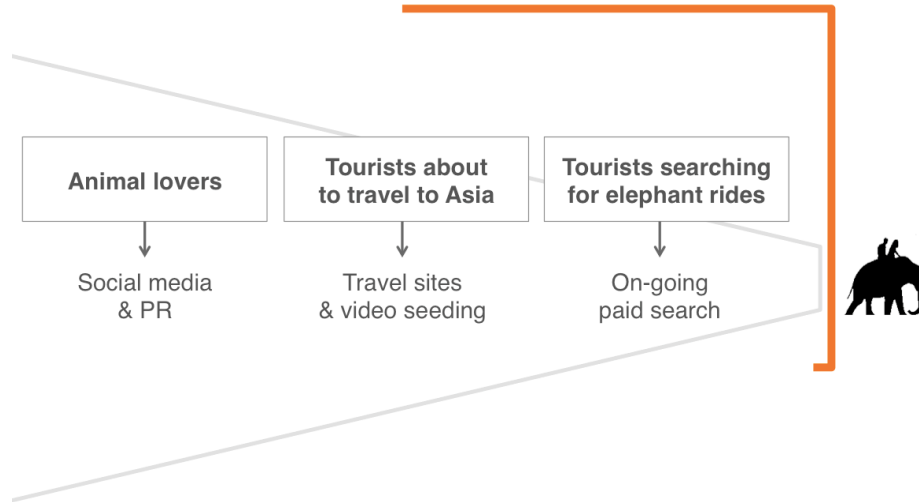 Animal lovers
Social media
& PR
Tourists about
to travel to Asia
Travel sites
& video seeding
Tourists searching
for elephant rides
On-going
paid search